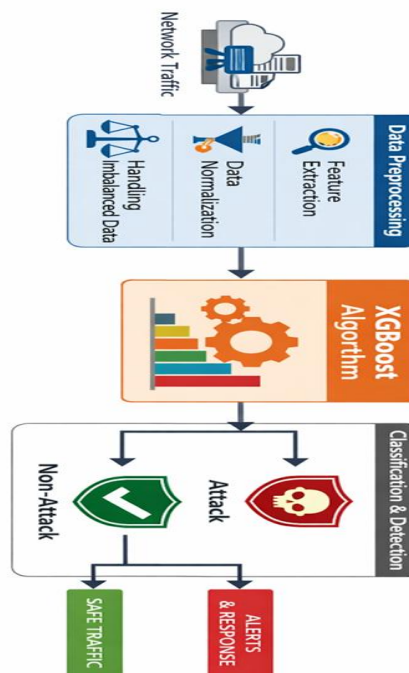 Network Traffic
Data Preprocessing
Feature
Extraction
Data
Normalization
Handling
Imbalanced Data
XGBoost
Algorthm
Classification & Detection
Attack
Non-Attack
ALERTS
& RESPONSE
SAFE TRAFFIC